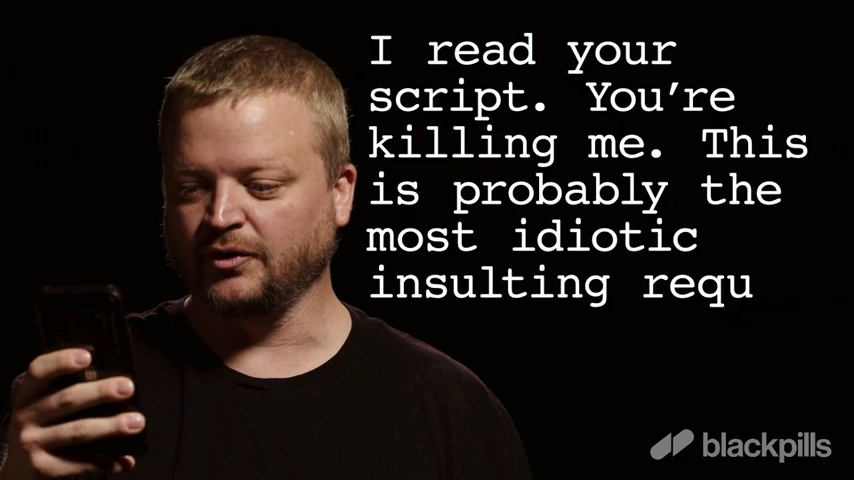 I read your
script. You’re
killing me. This
is probably the
most idiotic
insulting requ
blackpills